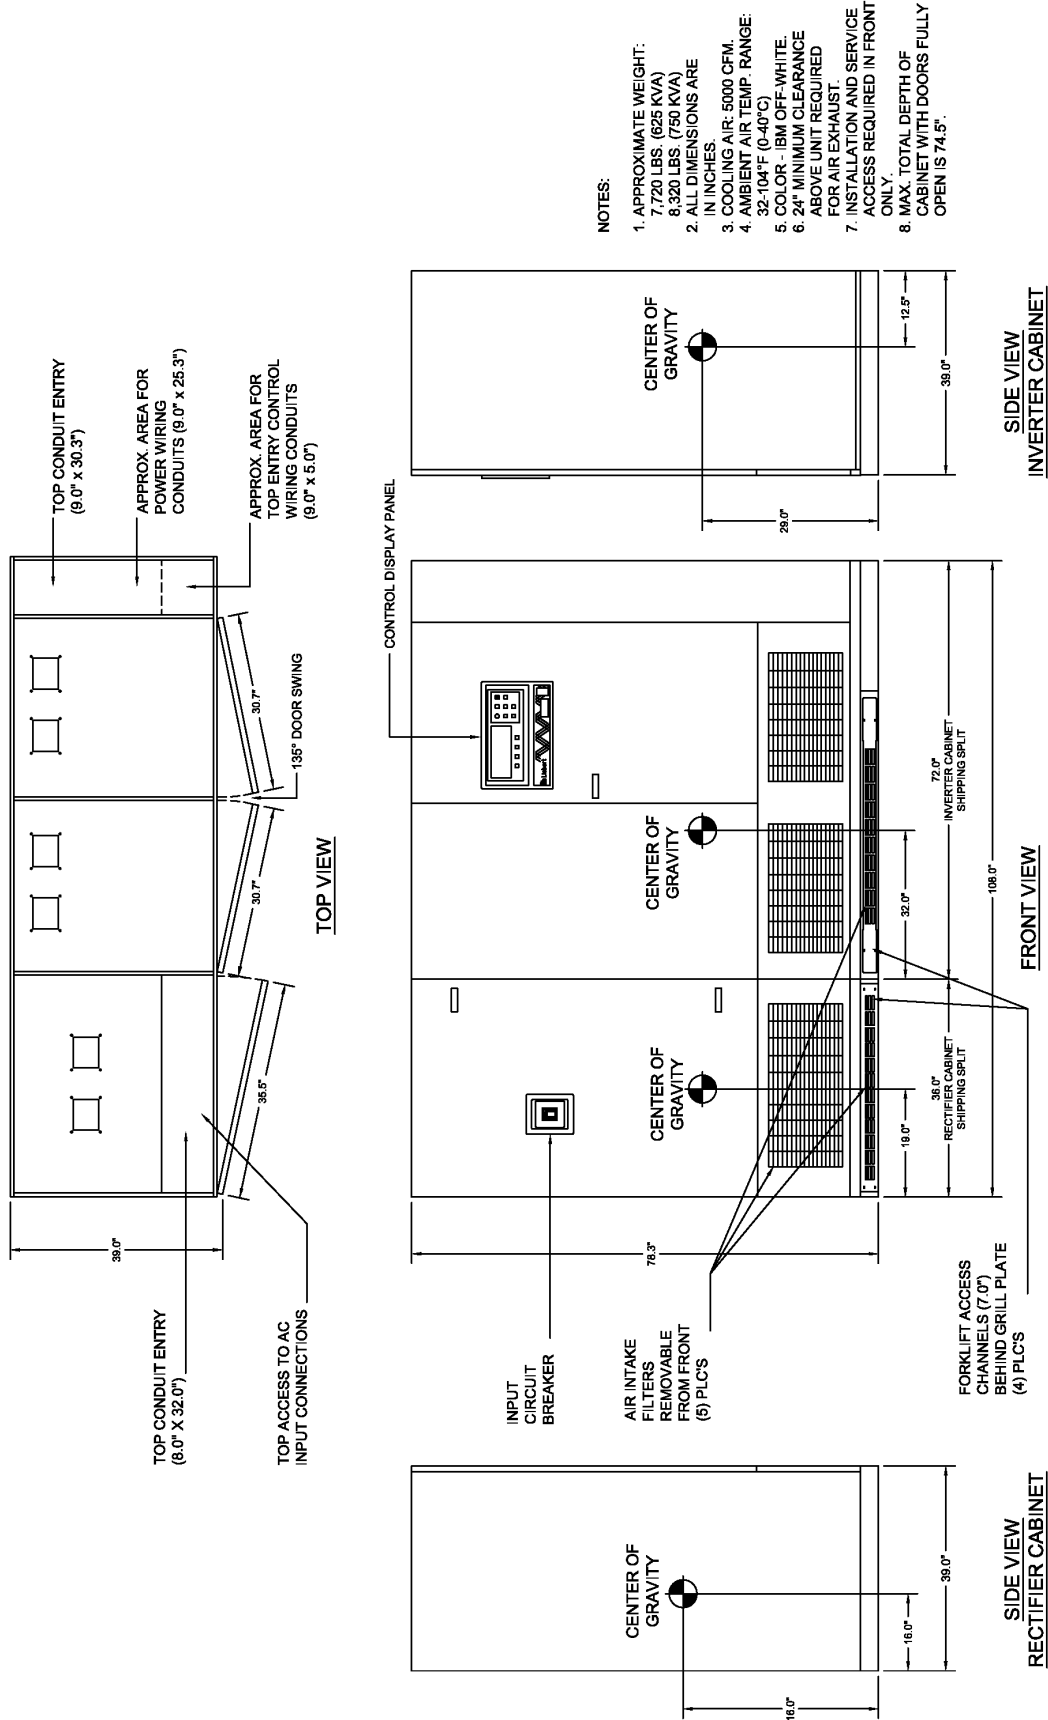 TOP CONDUIT ENTRY
(8.0" X 32.0")
TOP ACCESS TO AC
INPUT CONNECTIONS
39.0"
35.5"
30.7"
30.7"
135° DOOR SWING
TOP CONDUIT ENTRY
(9.0" x 30.3")
APPROX. AREA FOR
POWER WIRING
CONDUITS (9.0" x 25.3")
APPROX. AREA FOR
TOP ENTRY CONTROL
WIRING CONDUITS
(9.0" x 5.0")
TOP VIEW
CENTER OF
GRAVITY
16.0"
16.0"
39.0"
SIDE VIEW
RECTIFIER CABINET
INPUT
CIRCUIT
BREAKER
AIR INTAKE
FILTERS
REMOVABLE
FROM FRONT
(5) PLC'S
FORKLIFT ACCESS
CHANNELS (7.0")
BEHIND GRILL PLATE
(4) PLC'S
78.3"
CONTROL DISPLAY PANEL
Liebert
CENTER OF
GRAVITY
CENTER OF
GRAVITY
19.0"
32.0"
36.0"
RECTIFIER CABINET
SHIPPING SPLIT
72.0"
INVERTER CABINET
SHIPPING SPLIT
108.0"
FRONT VIEW
CENTER OF
GRAVITY
29.0"
12.5"
39.0"
SIDE VIEW
INVERTER CABINET
NOTES:
1. APPROXIMATE WEIGHT:
7,720 LBS. (625 KVA)
8,320 LBS. (750 KVA)
2. ALL DIMENSIONS ARE
IN INCHES.
3. COOLING AIR: 5000 CFM.
4. AMBIENT AIR TEMP. RANGE:
32-104°F (0-40°C)
5. COLOR - IBM OFF-WHITE.
6. 24" MINIMUM CLEARANCE
ABOVE UNIT REQUIRED
FOR AIR EXHAUST.
7. INSTALLATION AND SERVICE
ACCESS REQUIRED IN FRONT
ONLY.
8. MAX. TOTAL DEPTH OF
CABINET WITH DOORS FULLY
OPEN IS 74.5".